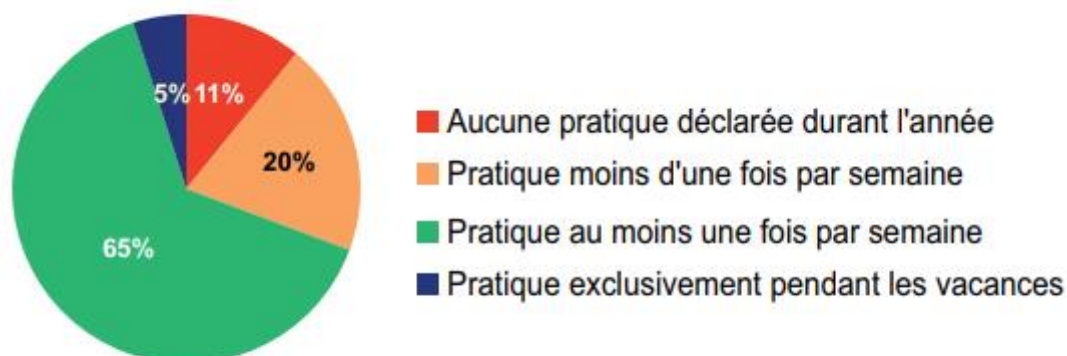 5% 11%
20%
65%
Aucune pratique déclarée durant l'année
Pratique moins d'une fois par semaine
Pratique au moins une fois par semaine
Pratique exclusivement pendant les vacances